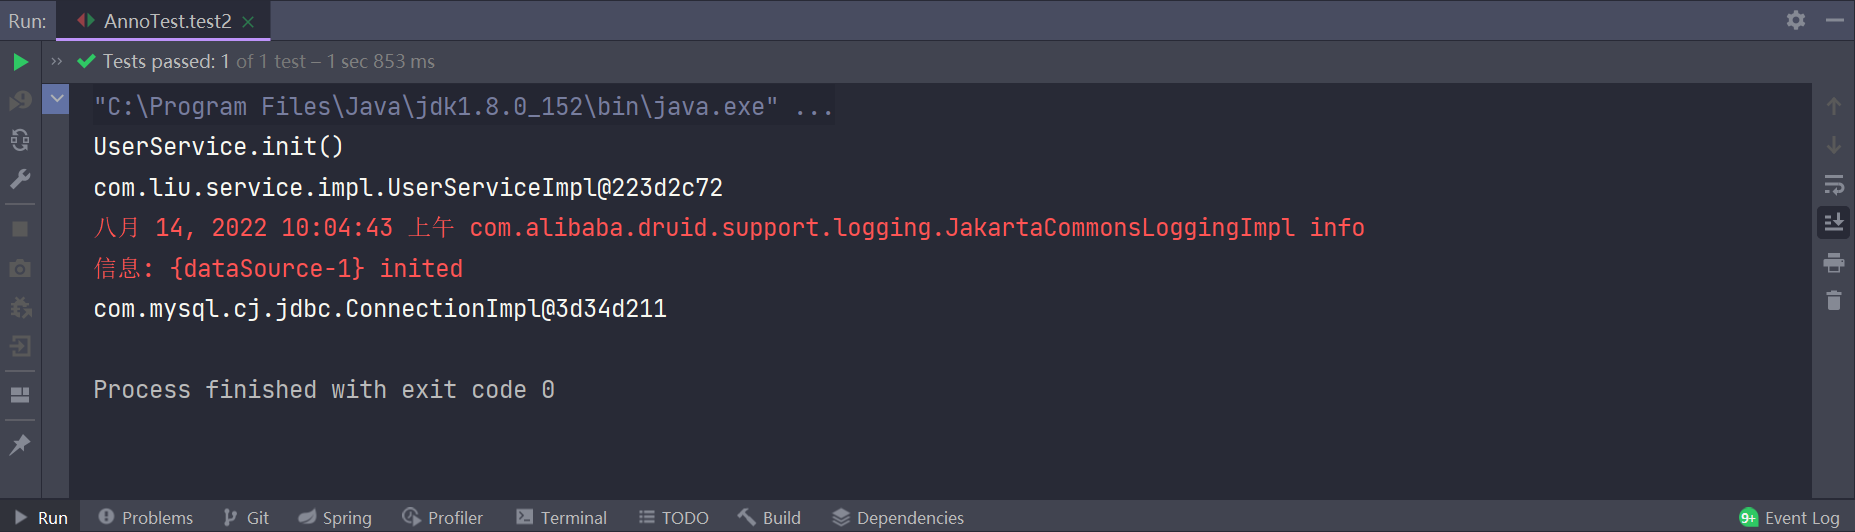 Run: AnnoTest.test2
Tests passed: 1 of 1 test – 1 sec 853 ms
"C:\Program Files\Java\jdk1.8.0_152\bin\java.exe" ...
UserService.init()
com.liu.service.impl.UserServiceImpl@223d2c72
八月 14, 2022 10:04:43 上午 com.alibaba.druid.support.logging.JakartaCommonsLoggingImpl info
信息: {dataSource-1} inited
com.mysql.cj.jdbc.ConnectionImpl@3d34d211
Process finished with exit code 0
Run Problems Git Spring Profiler Terminal TODO Build Dependencies 9+ Event Log